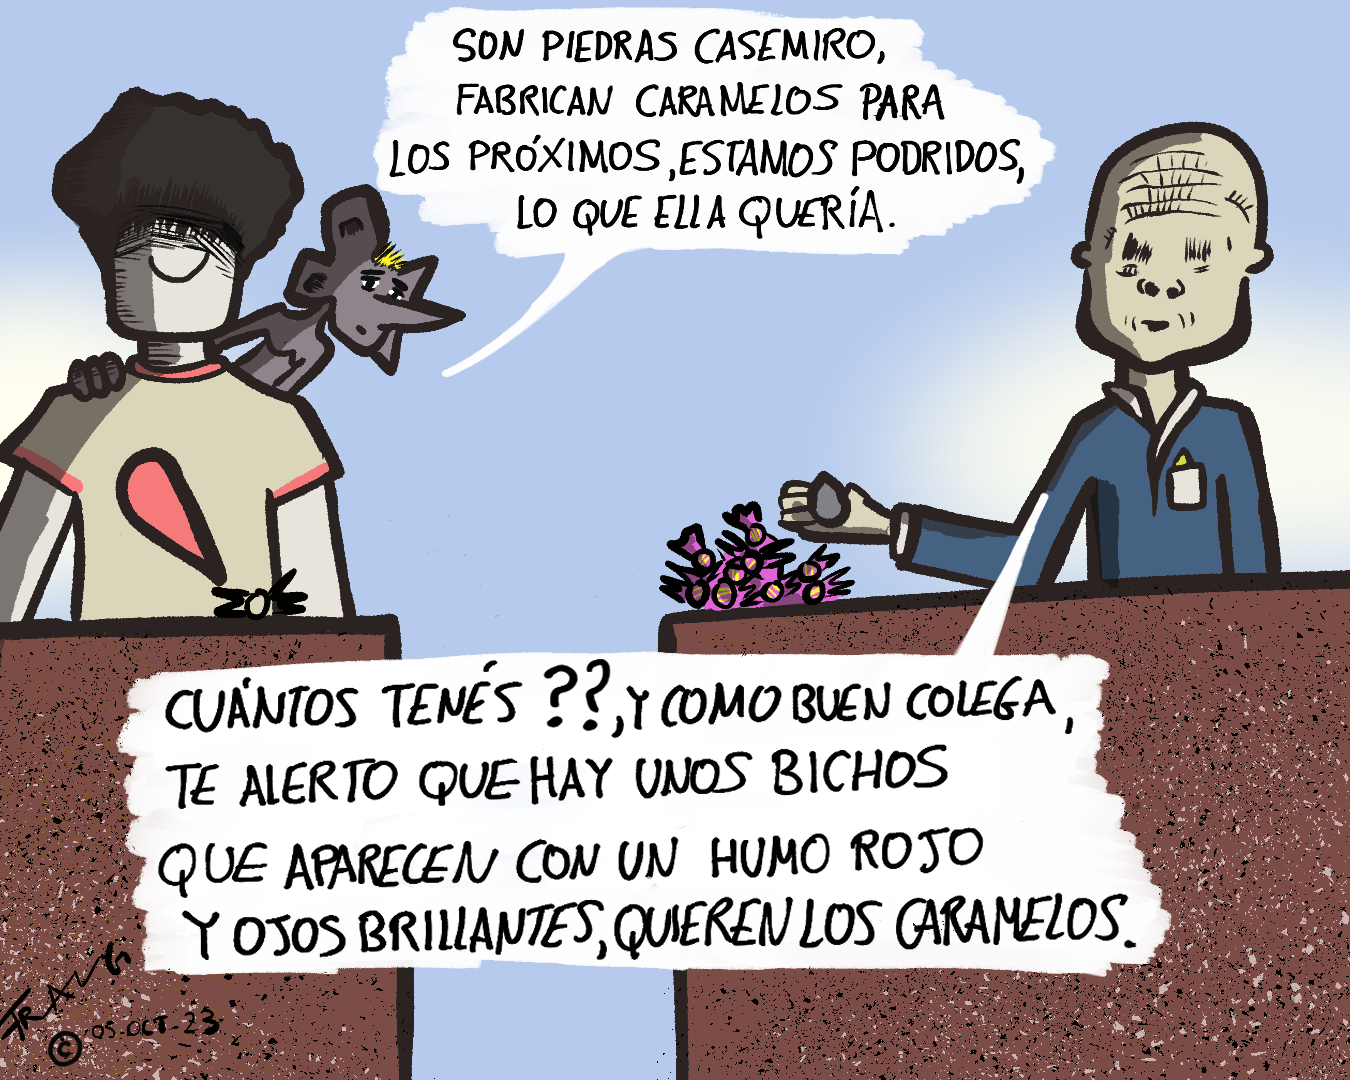 SON PIEDRAS CASEMIRO,
FABRICAN CARAMELOS PARA
LOS PRÓXIMOS, ESTAMOS PODRIDOS,
LO QUE ELLA QUERÍA.
CUÁNTOS TENÉS ??, Y COMO BUEN COLEGA,
TE ALERTO QUE HAY UNOS BICHOS
QUE APARECEN CON UN HUMO ROJO
Y OJOS BRILLANTES, QUIEREN LOS CARAMELOS.
© 05-OCT-23